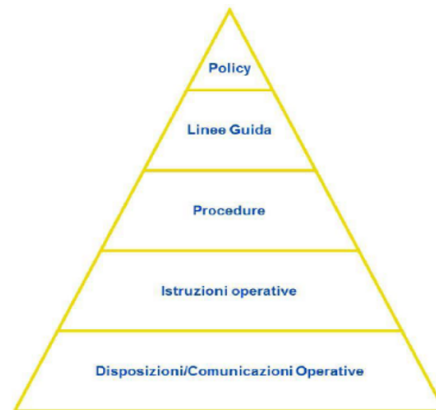 Policy
Linee Guida
Procedure
Istruzioni operative
Disposizioni/Comunicazioni Operative